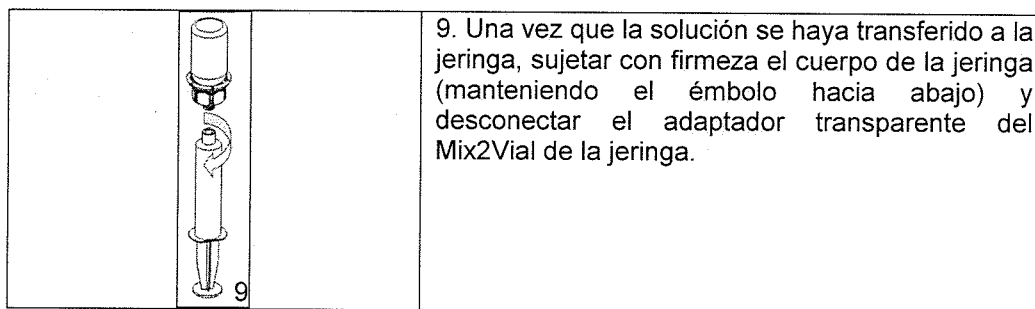 9. Una vez que la solución se haya transferido a la
jeringa, sujetar con firmeza el cuerpo de la jeringa
(manteniendo el émbolo hacia abajo) y
desconectar el adaptador transparente del
Mix2Vial de la jeringa.
9